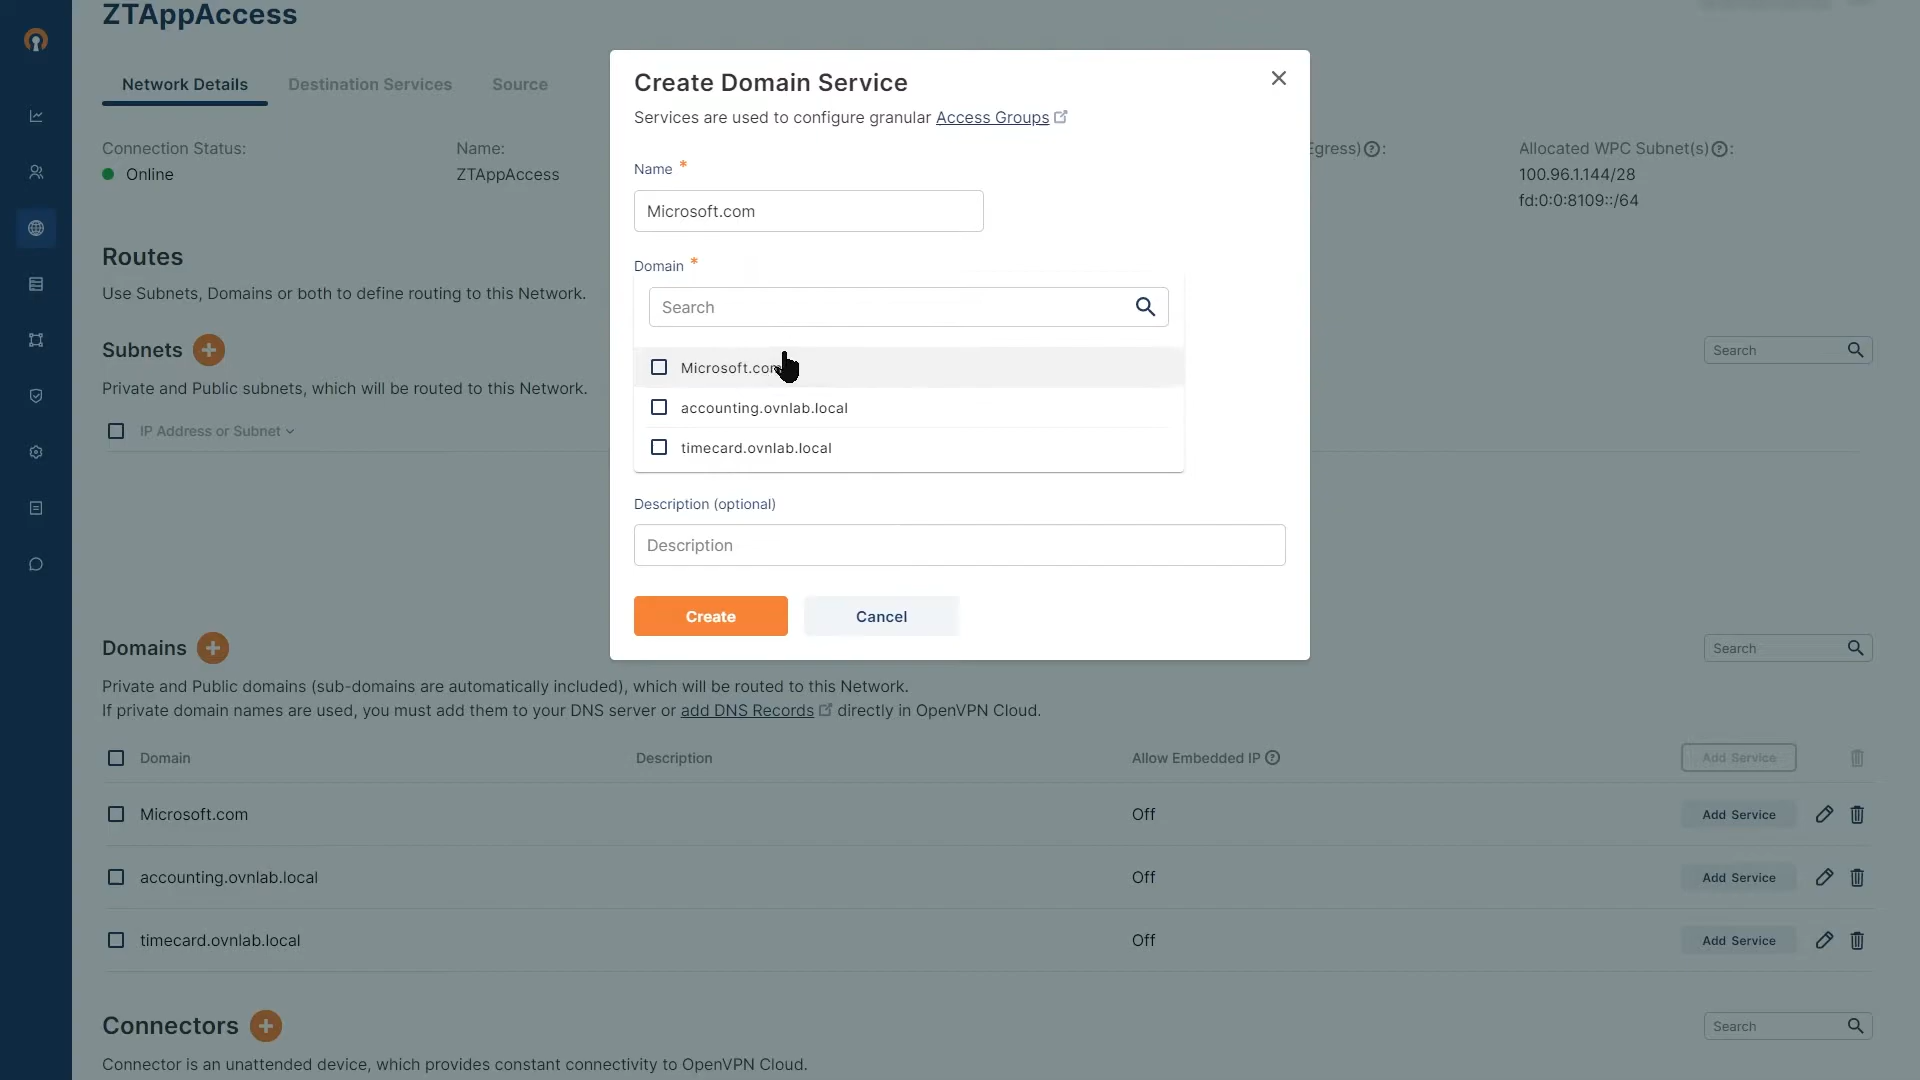 ZTAppAccess
Network Details
Destination Services
Source
Connection Status:
Online
Name:
ZTAppAccess
Egress)?:
Allocated WPC Subnet(s)?:
100.96.1.144/28
fd:0:0:8109::/64
Routes
Use Subnets, Domains or both to define routing to this Network.
Subnets
Search
Private and Public subnets, which will be routed to this Network.
IP Address or Subnet
Create Domain Service
Services are used to configure granular Access Groups
Name *
Microsoft.com
Domain *
Search
Microsoft.com
accounting.ovnlab.local
timecard.ovnlab.local
Description (optional)
Description
Create
Cancel
Domains
Search
Private and Public domains (sub-domains are automatically included), which will be routed to this Network.
If private domain names are used, you must add them to your DNS server or add DNS Records directly in OpenVPN Cloud.
Domain
Description
Allow Embedded IP ?
Add Service
Microsoft.com
Off
Add Service
accounting.ovnlab.local
Off
Add Service
timecard.ovnlab.local
Off
Add Service
Connectors
Search
Connector is an unattended device, which provides constant connectivity to OpenVPN Cloud.